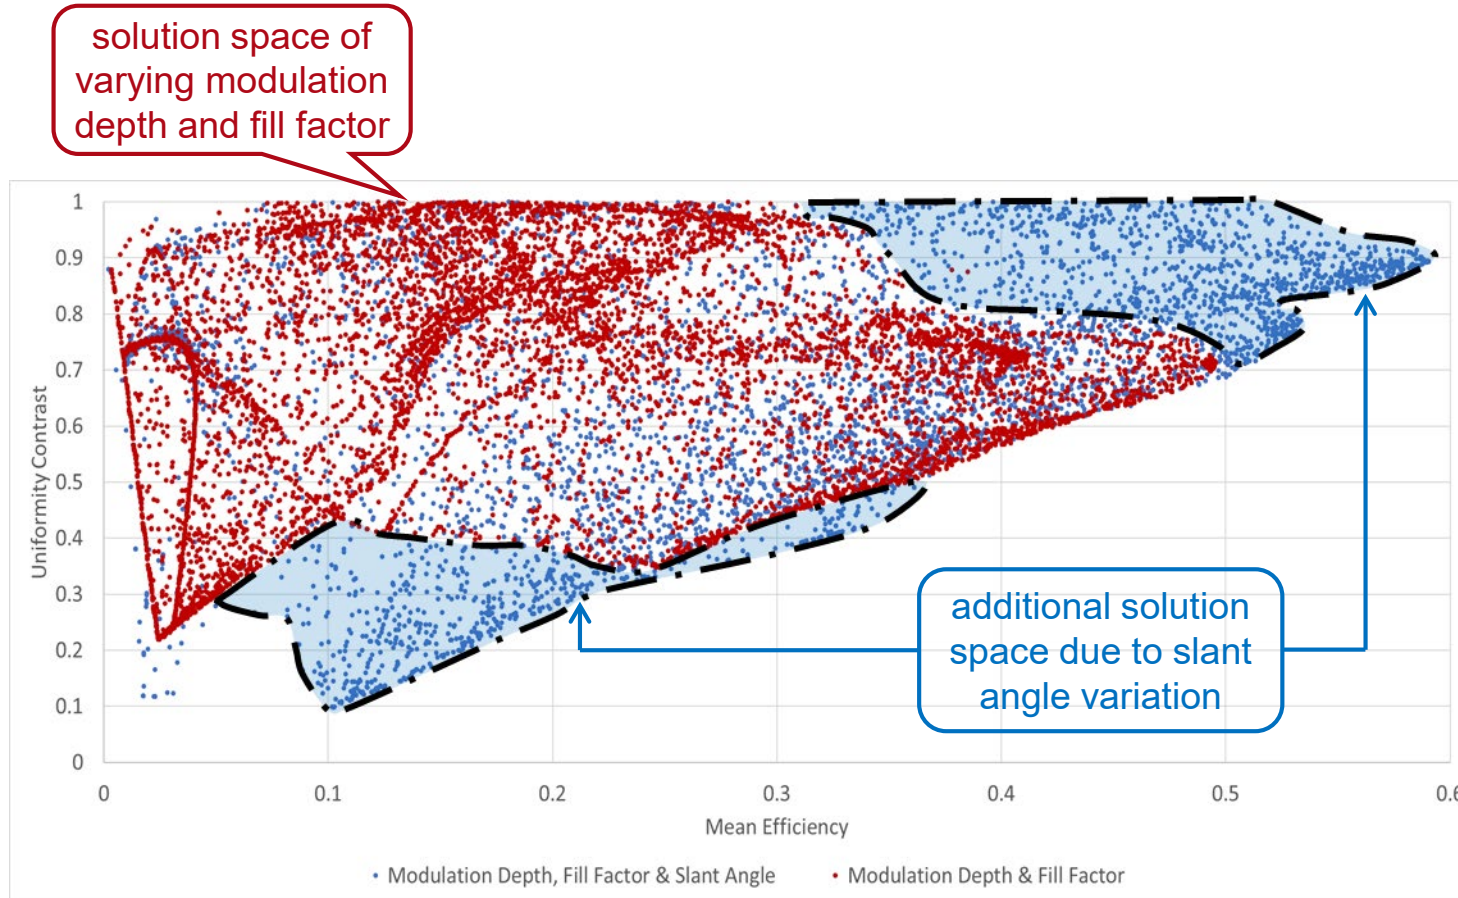 solution space of
varying modulation
depth and fill factor
1
0.9
0.8
0.7
0.6
0.5
0.4
0.3
0.2
0.1
0
Uniformity Contrast
additional solution
space due to slant
angle variation
0 0.1 0.2 0.3 0.4 0.5 0.6
Mean Efficiency
Modulation Depth, Fill Factor & Slant Angle Modulation Depth & Fill Factor